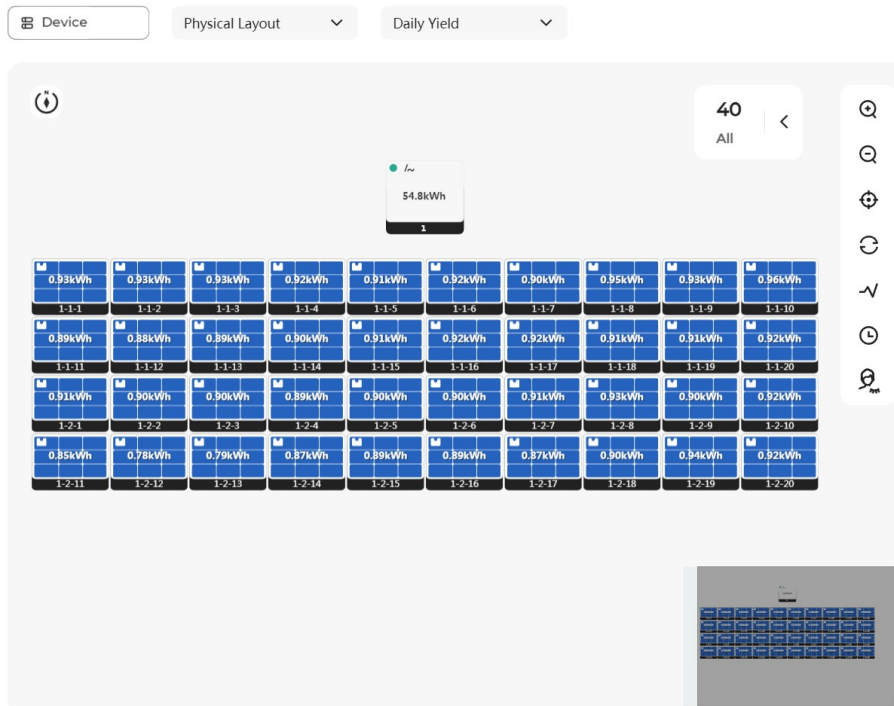 Device Physical Layout Daily Yield
N
40
All
/~
54.8kWh
1
0.93kWh 0.93kWh 0.93kWh 0.92kWh 0.91kWh 0.92kWh 0.90kWh 0.95kWh 0.93kWh 0.96kWh
1-1-1 1-1-2 1-1-3 1-1-4 1-1-5 1-1-6 1-1-7 1-1-8 1-1-9 1-1-10
0.89kWh 0.88kWh 0.89kWh 0.90kWh 0.91kWh 0.92kWh 0.92kWh 0.91kWh 0.91kWh 0.92kWh
1-1-11 1-1-12 1-1-13 1-1-14 1-1-15 1-1-16 1-1-17 1-1-18 1-1-19 1-1-20
0.91kWh 0.90kWh 0.90kWh 0.89kWh 0.90kWh 0.90kWh 0.91kWh 0.93kWh 0.90kWh 0.92kWh
1-2-1 1-2-2 1-2-3 1-2-4 1-2-5 1-2-6 1-2-7 1-2-8 1-2-9 1-2-10
0.85kWh 0.78kWh 0.79kWh 0.87kWh 0.89kWh 0.89kWh 0.87kWh 0.90kWh 0.94kWh 0.92kWh
1-2-11 1-2-12 1-2-13 1-2-14 1-2-15 1-2-16 1-2-17 1-2-18 1-2-19 1-2-20